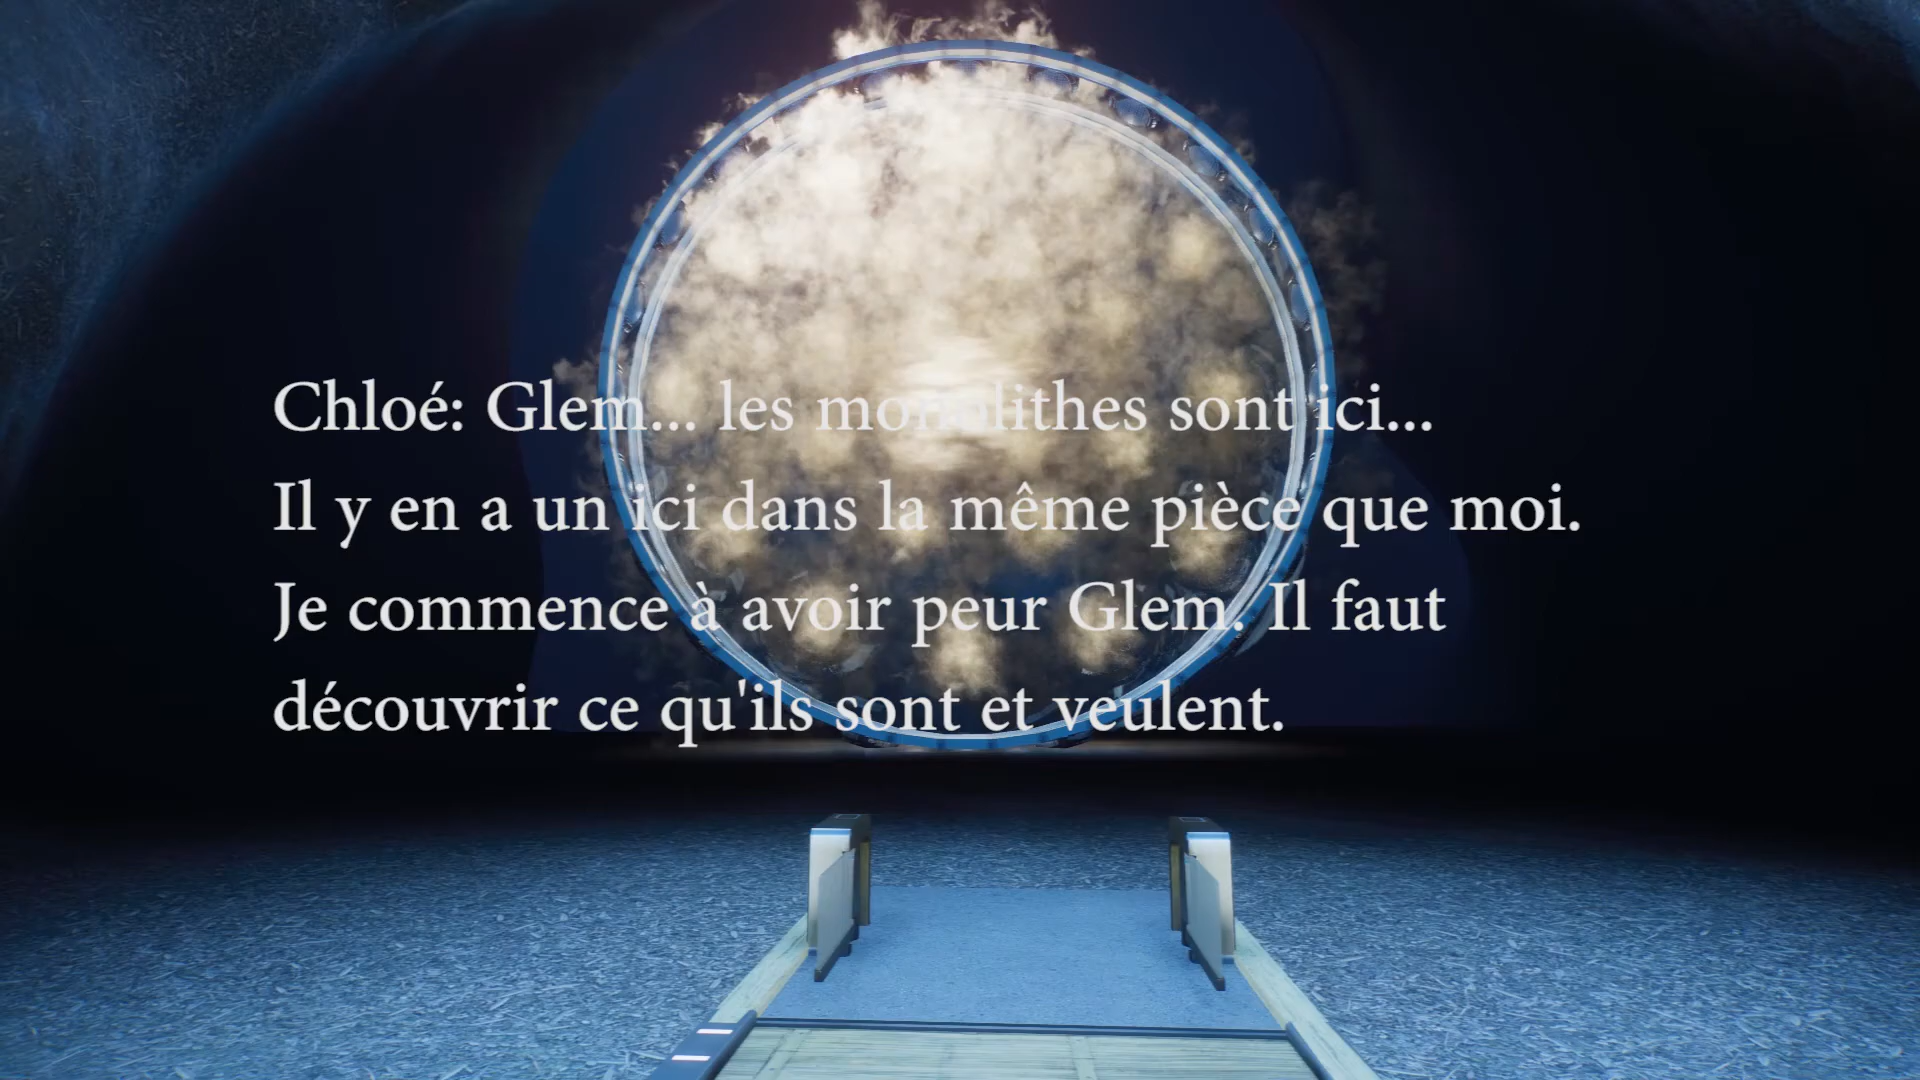 Chloé: Glem... les monolithes sont ici...
Il y en a un ici dans la même pièce que moi.
Je commence à avoir peur Glem. Il faut
découvrir ce qu'ils sont et veulent.